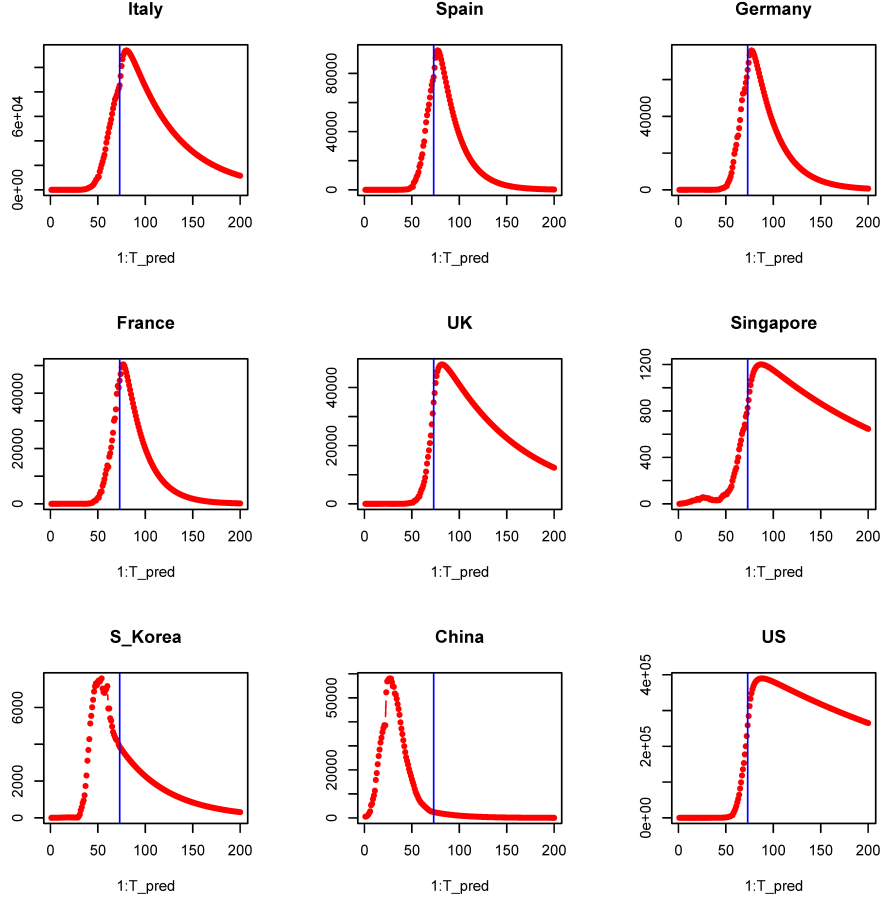 Italy
0e+00 6e+04
0 50 100 150 200
1:T_pred
Spain
0 40000 80000
0 50 100 150 200
1:T_pred
Germany
0 40000
0 50 100 150 200
1:T_pred
France
0 20000 40000
0 50 100 150 200
1:T_pred
UK
0 20000 40000
0 50 100 150 200
1:T_pred
Singapore
0 400 800 1200
0 50 100 150 200
1:T_pred
S_Korea
0 2000 6000
0 50 100 150 200
1:T_pred
China
0 20000 50000
0 50 100 150 200
1:T_pred
US
0e+00 2e+05 4e+05
0 50 100 150 200
1:T_pred